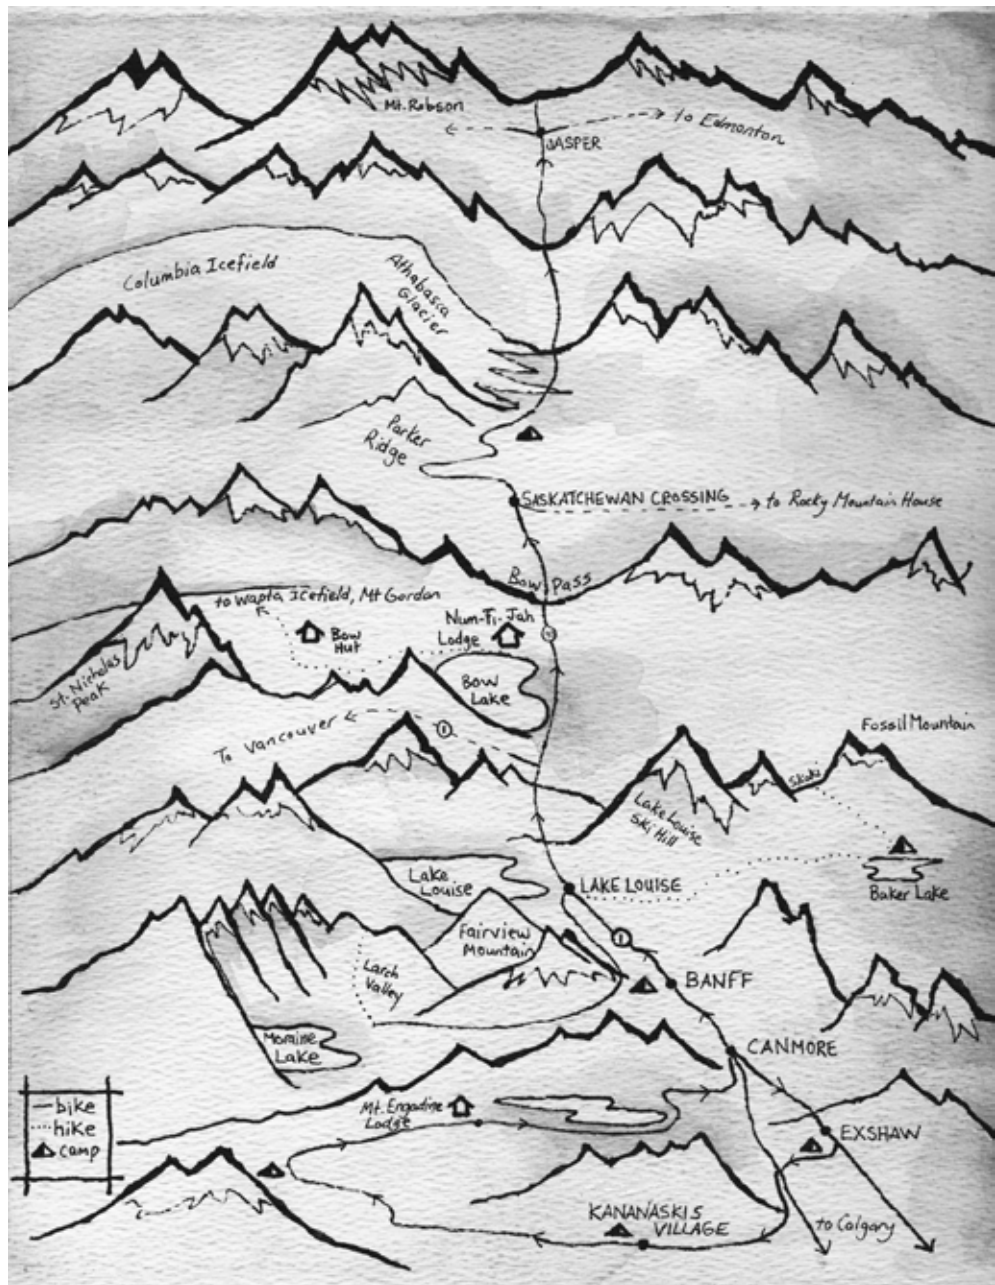 Mt. Robson
to Edmonton
JASPER
Columbia Icefield
Athabasca
Glacier
Parker
Ridge
SASKATCHEWAN CROSSING
to Rocky Mountain House
Bow Pass
to Wapta Icefield, Mt Gordon
Num-Ti-Jah
Lodge
Bow
Hut
St. Nicholas
Peak
Bow
Lake
To Vancouver
1
Fossil Mountain
Skoki
Lake Louise
Ski Hill
Lake
Louise
LAKE LOUISE
Baker Lake
Fairview
Mountain
1
Larch
Valley
BANFF
Moraine
Lake
CANMORE
bike
hike
camp
Mt. Engadine
Lodge
EXSHAW
KANANASKIS
VILLAGE
to Calgary